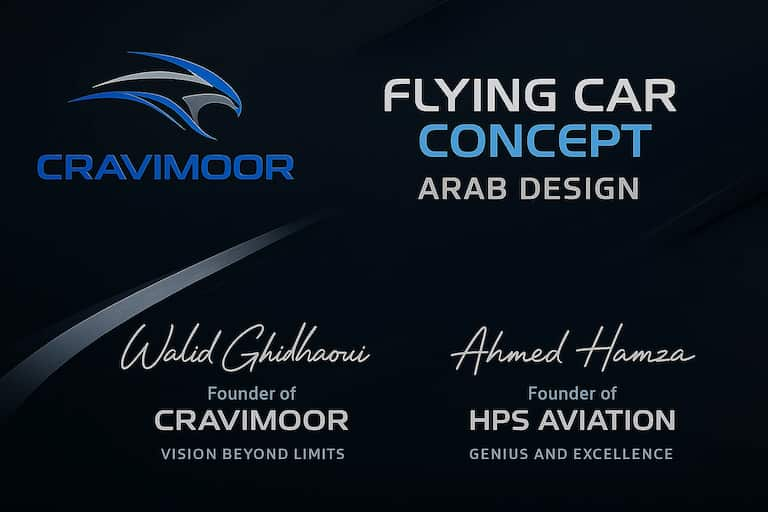 CRAVIMOOR
FLYING CAR
CONCEPT
ARAB DESIGN
Walid Ghidhaoui
Founder of
CRAVIMOOR
VISION BEYOND LIMITS
Ahmed Hamza
Founder of
HPS AVIATION
GENIUS AND EXCELLENCE